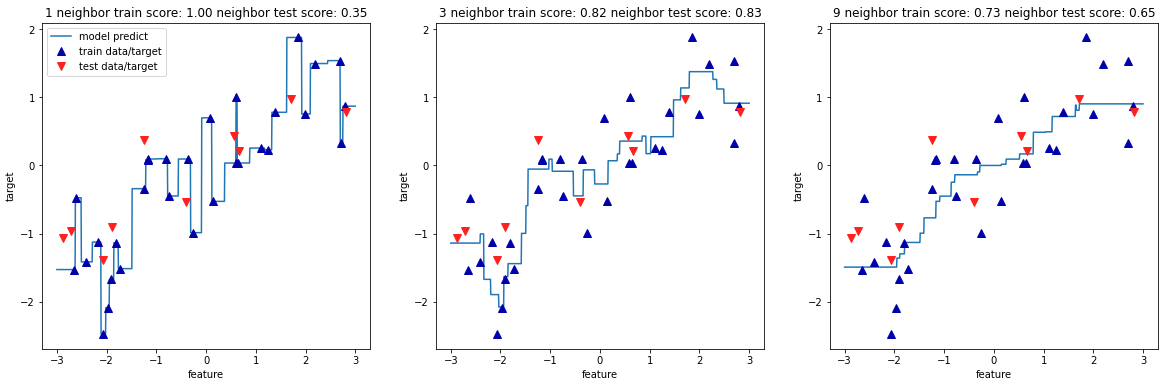 1 neighbor train score: 1.00 neighbor test score: 0.35
model predict
train data/target
test data/target
2
1
0
−1
−2
target
−3 −2 −1 0 1 2 3
feature
3 neighbor train score: 0.82 neighbor test score: 0.83
2
1
0
−1
−2
target
−3 −2 −1 0 1 2 3
feature
9 neighbor train score: 0.73 neighbor test score: 0.65
2
1
0
−1
−2
target
−3 −2 −1 0 1 2 3
feature